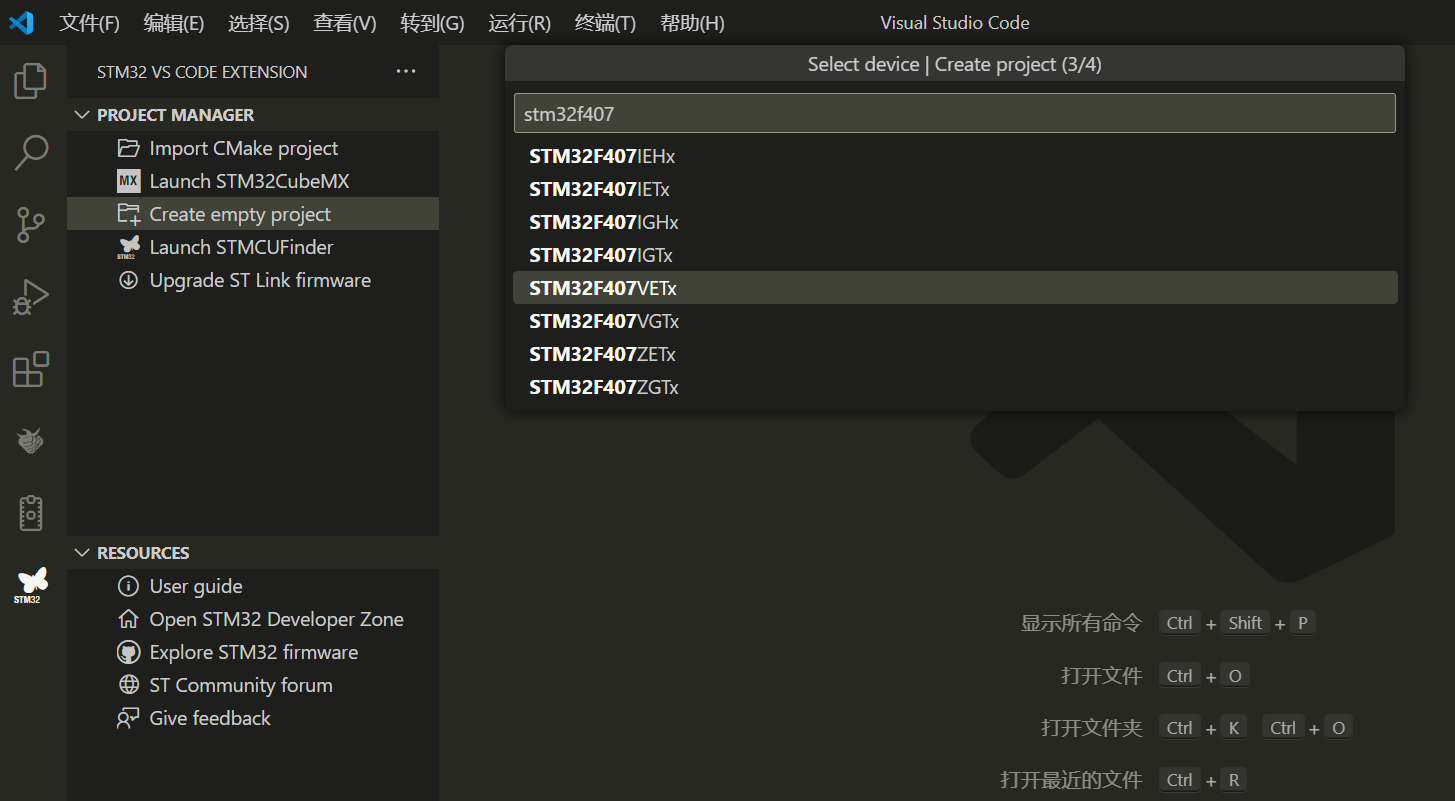 文件(F) 编辑(E) 选择(S) 查看(V) 转到(G) 运行(R) 终端(T) 帮助(H) Visual Studio Code
STM32 VS CODE EXTENSION ···
PROJECT MANAGER
Import CMake project
MX Launch STM32CubeMX
Create empty project
STM32 Launch STMCUFinder
Upgrade ST Link firmware
RESOURCES
User guide
Open STM32 Developer Zone
Explore STM32 firmware
ST Community forum
Give feedback
STM32
Select device | Create project (3/4)
stm32f407
STM32F407IEHx
STM32F407IETx
STM32F407IGHx
STM32F407IGTx
STM32F407VETx
STM32F407VGTx
STM32F407ZETx
STM32F407ZGTx
显示所有命令 Ctrl + Shift + P
打开文件 Ctrl + O
打开文件夹 Ctrl + K Ctrl + O
打开最近的文件 Ctrl + R